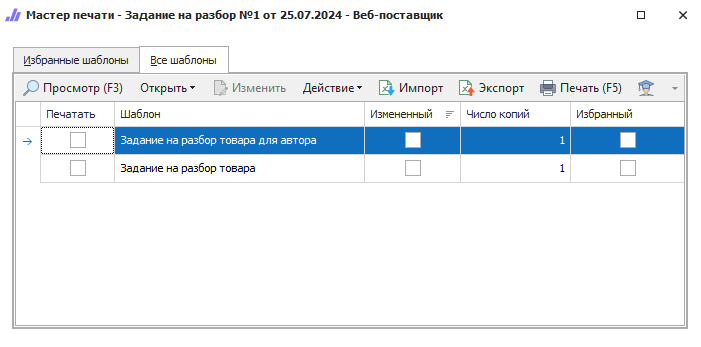 Мастер печати - Задание на разбор №1 от 25.07.2024 - Веб-поставщик
Избранные шаблоны Все шаблоны
Просмотр (F3) Открыть Изменить Действие Импорт Экспорт Печать (F5)
Печатать Шаблон Измененный Число копий Избранный
Задание на разбор товара для автора 1
Задание на разбор товара 1